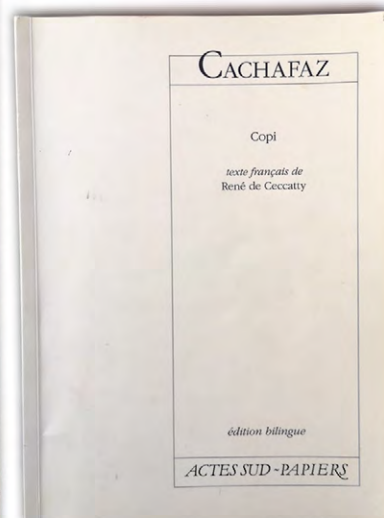 CACHAFAZ
Copi
texte français de
René de Ceccatty
édition bilingue
ACTES SUD-PAPIERS